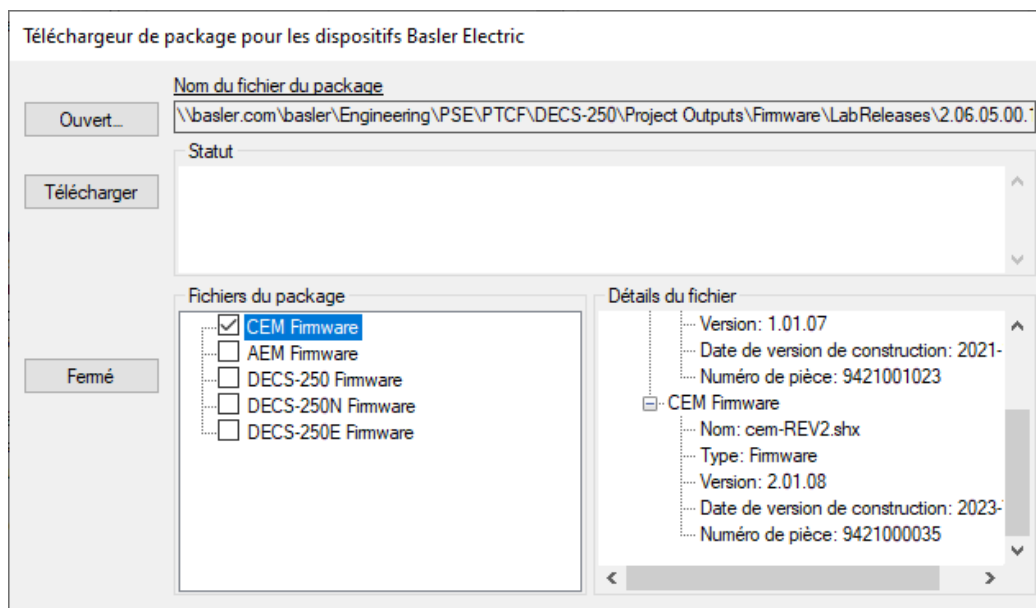 Téléchargeur de package pour les dispositifs Basler Electric
Nom du fichier du package
Ouvert...
\\basler.com\basler\Engineering\PSE\PTCF\DECS-250\Project Outputs\Firmware\LabReleases\2.06.05.00.
Statut
Télécharger
Fichiers du package
CEM Firmware
AEM Firmware
DECS-250 Firmware
DECS-250N Firmware
DECS-250E Firmware
Fermé
Détails du fichier
Version: 1.01.07
Date de version de construction: 2021-
Numéro de pièce: 9421001023
CEM Firmware
Nom: cem-REV2.shx
Type: Firmware
Version: 2.01.08
Date de version de construction: 2023-
Numéro de pièce: 9421000035